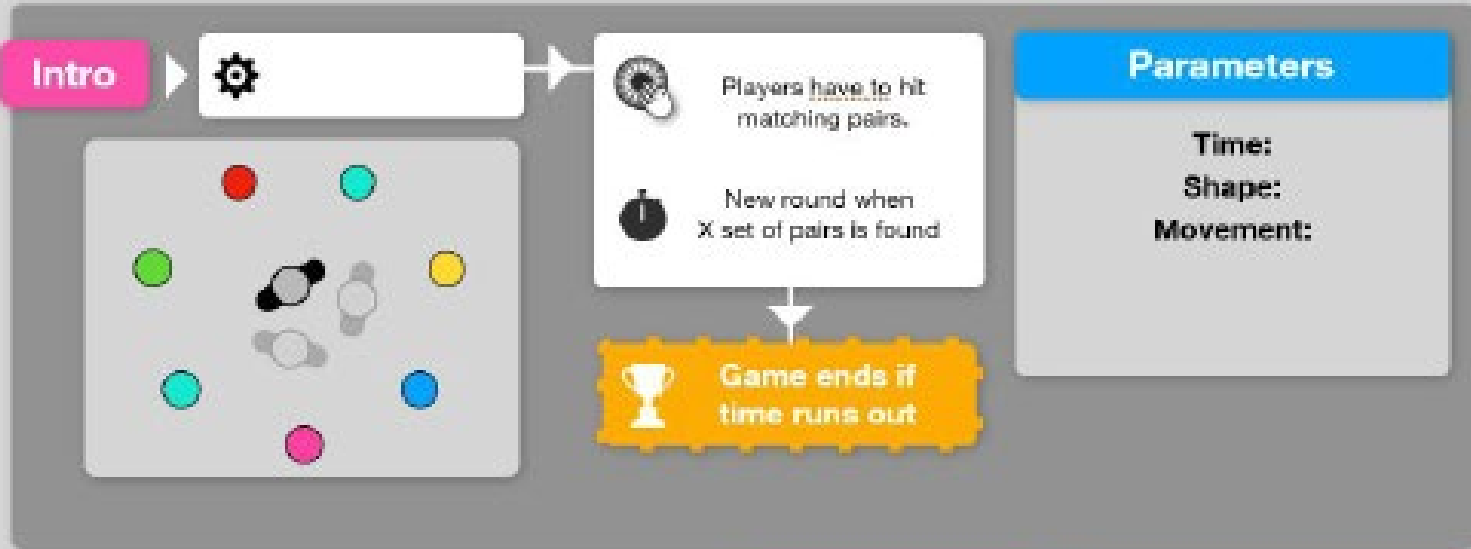 Intro
Players have to hit
matching pairs.
New round when
X set of pairs is found
Game ends if
time runs out
Parameters
Time:
Shape:
Movement: